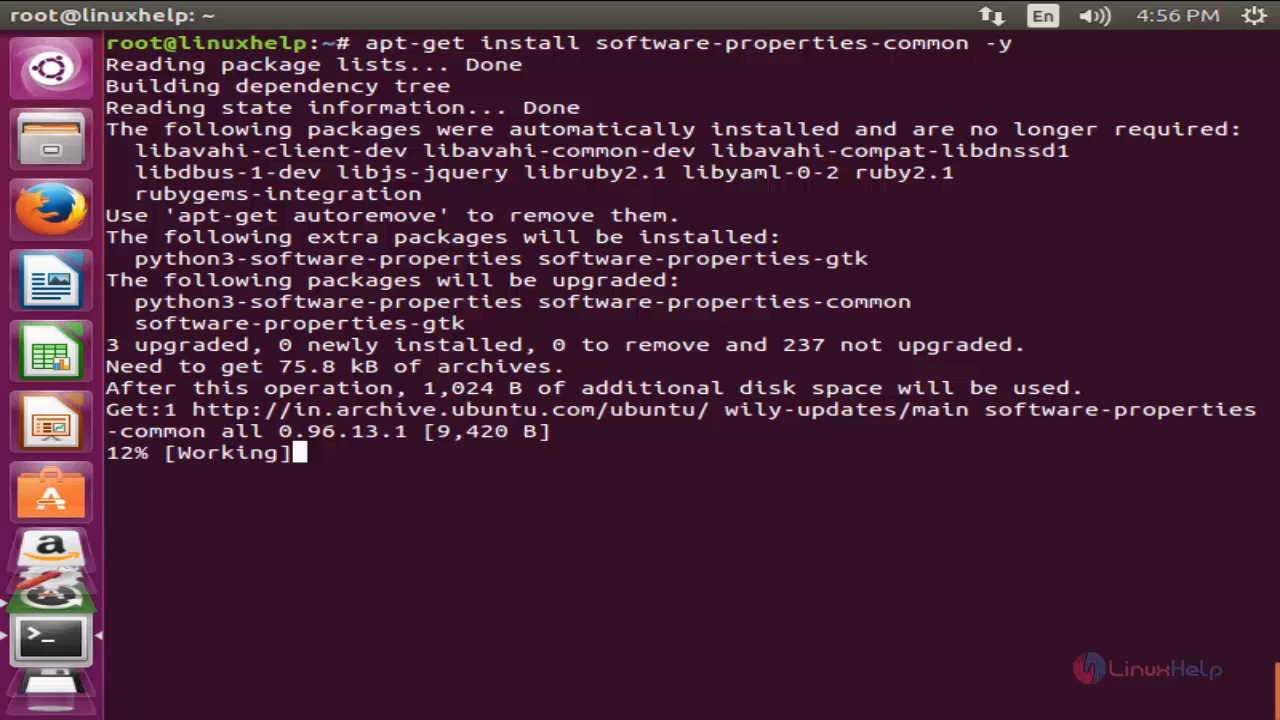 root@linuxhelp: ~
En
4:56 PM
root@linuxhelp:~# apt-get install software-properties-common -y
Reading package lists... Done
Building dependency tree
Reading state information... Done
The following packages were automatically installed and are no longer required:
libavahi-client-dev libavahi-common-dev libavahi-compat-libdnssd1
libdbus-1-dev libjs-jquery libruby2.1 libyaml-0-2 ruby2.1
rubygems-integration
Use 'apt-get autoremove' to remove them.
The following extra packages will be installed:
python3-software-properties software-properties-gtk
The following packages will be upgraded:
python3-software-properties software-properties-common
software-properties-gtk
3 upgraded, 0 newly installed, 0 to remove and 237 not upgraded.
Need to get 75.8 kB of archives.
After this operation, 1,024 B of additional disk space will be used.
Get:1 http://in.archive.ubuntu.com/ubuntu/ wily-updates/main software-properties
-common all 0.96.13.1 [9,420 B]
12% [Working]
LinuxHelp